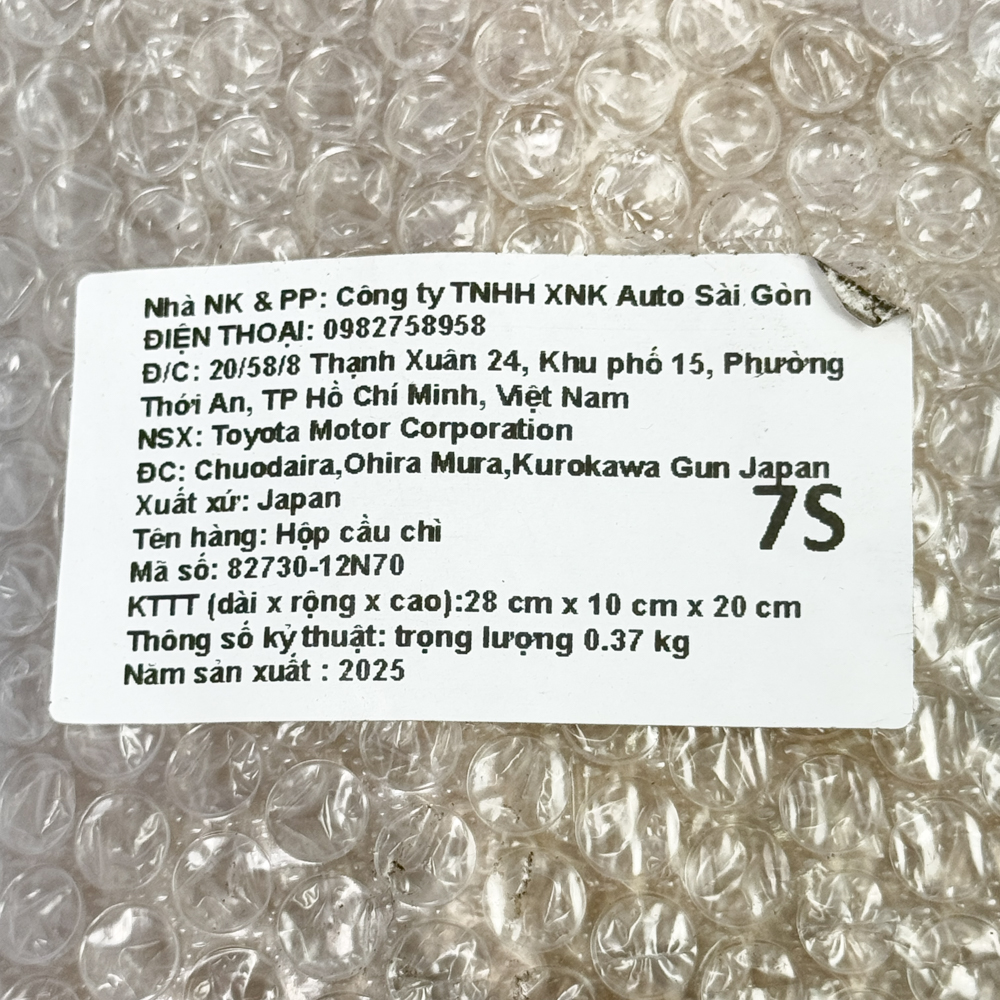 Nhà NK & PP: Công ty TNHH XNK Auto Sài Gòn
ĐIỆN THOẠI: 0982758958
Đ/C: 20/58/8 Thạnh Xuân 24, Khu phố 15, Phường
Thới An, TP Hồ Chí Minh, Việt Nam
NSX: Toyota Motor Corporation
ĐC: Chuodaira,Ohira Mura,Kurokawa Gun Japan
Xuất xứ: Japan
7S
Tên hàng: Hộp cầu chì
Mã số: 82730-12N70
KTTT (dài x rộng x cao):28 cm x 10 cm x 20 cm
Thông số kỷ thuật: trọng lượng 0.37 kg
Năm sản xuất : 2025